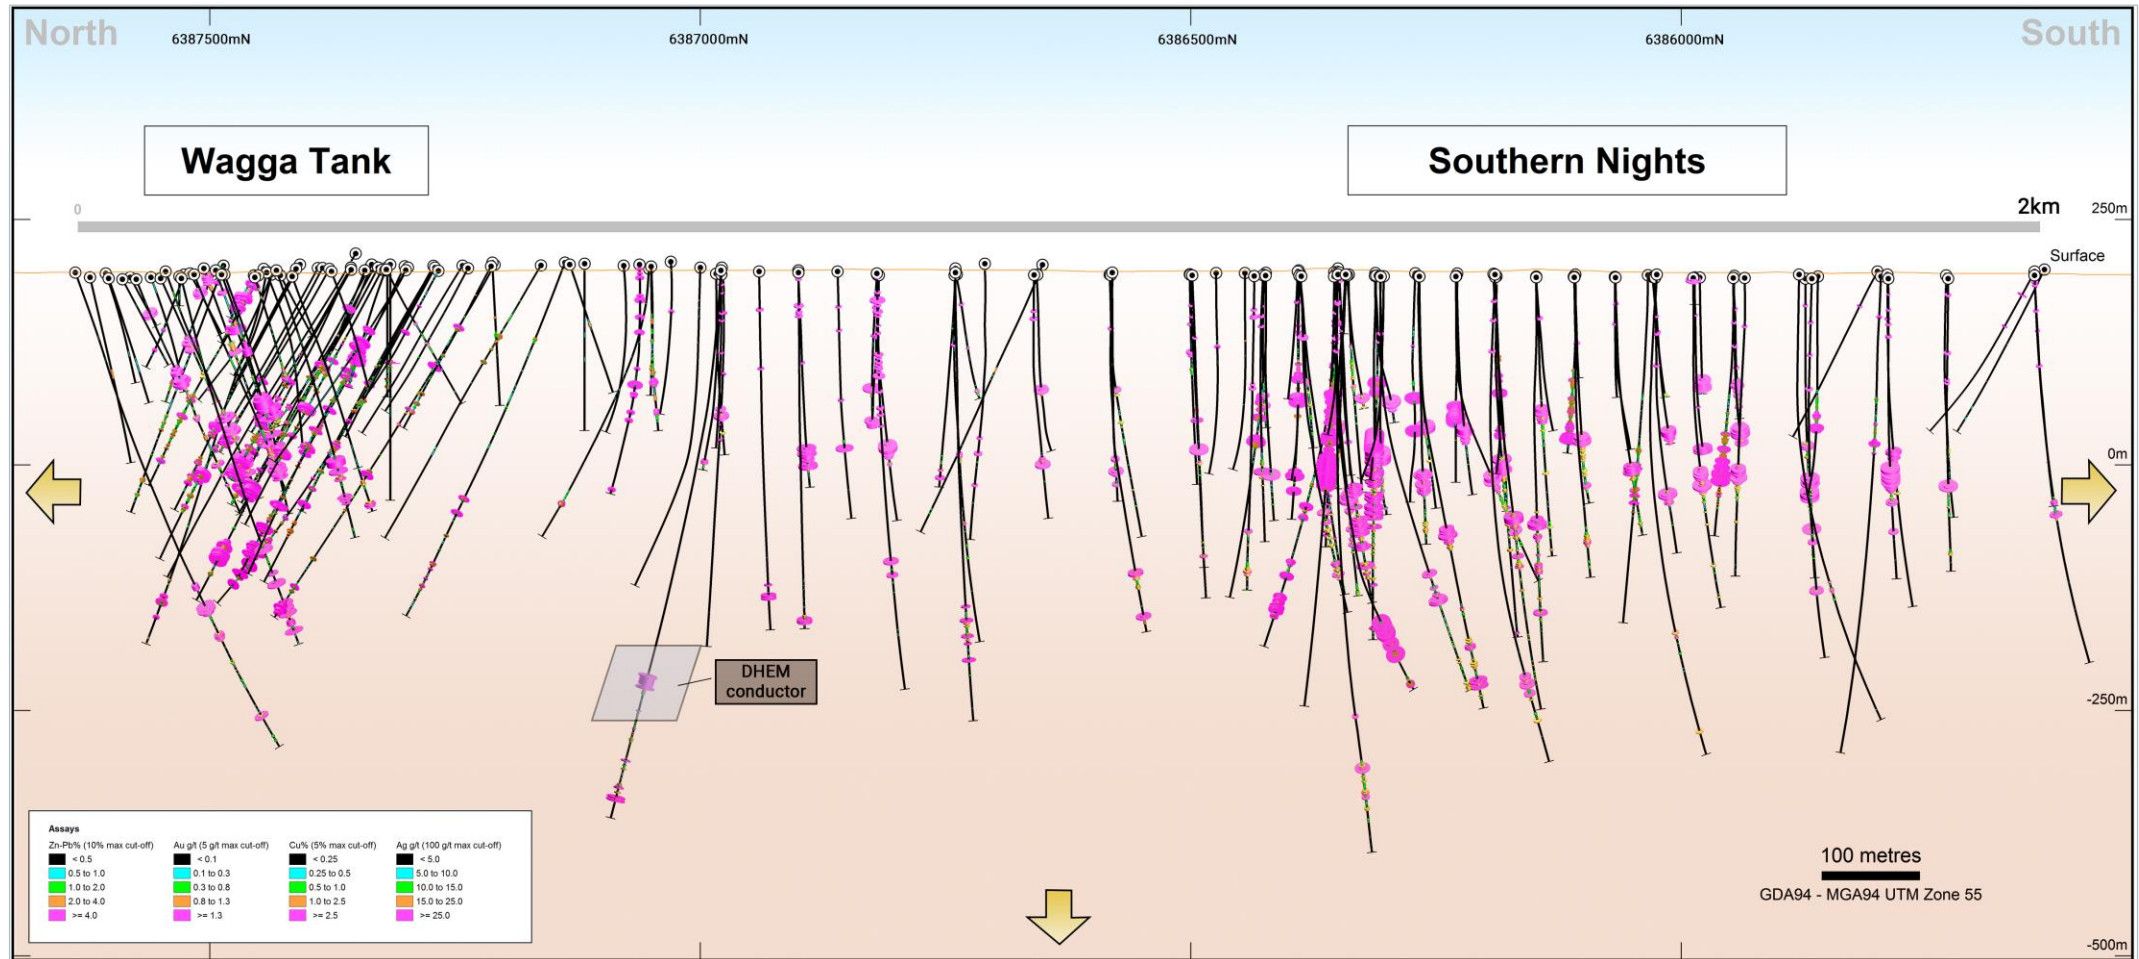 North
6387500mN
6387000mN
6386500mN
6386000mN
South
Wagga Tank
Southern Nights
0
2km
250m
Surface
0m
DHEM
conductor
-250m
Assays
Zn-Pb% (10% max cut-off) Au g/t (5 g/t max cut-off) Cu% (5% max cut-off) Ag g/t (100 g/t max cut-off)
< 0.5 < 0.1 < 0.25 < 5.0
0.5 to 1.0 0.1 to 0.3 0.25 to 0.5 5.0 to 10.0
1.0 to 2.0 0.3 to 0.8 0.5 to 1.0 10.0 to 15.0
2.0 to 4.0 0.8 to 1.3 1.0 to 2.5 15.0 to 25.0
>= 4.0 >= 1.3 >= 2.5 >= 25.0
100 metres
GDA94 - MGA94 UTM Zone 55
-500m